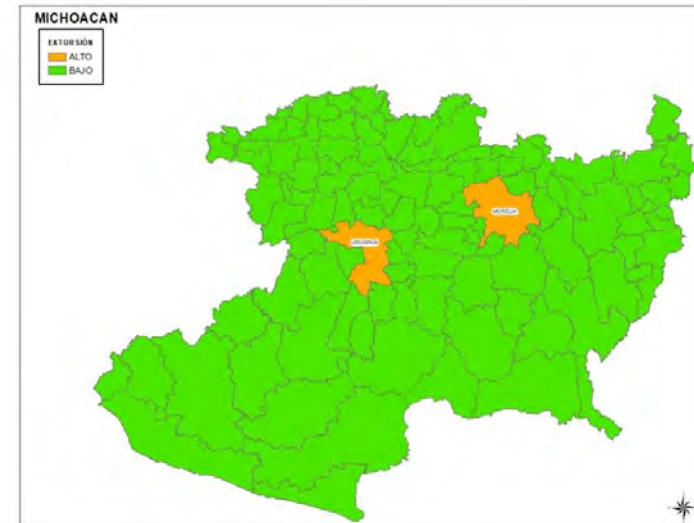 MICHOACAN
EXTORSIÓN
ALTO
BAJO
MORELIA
URUAPAN